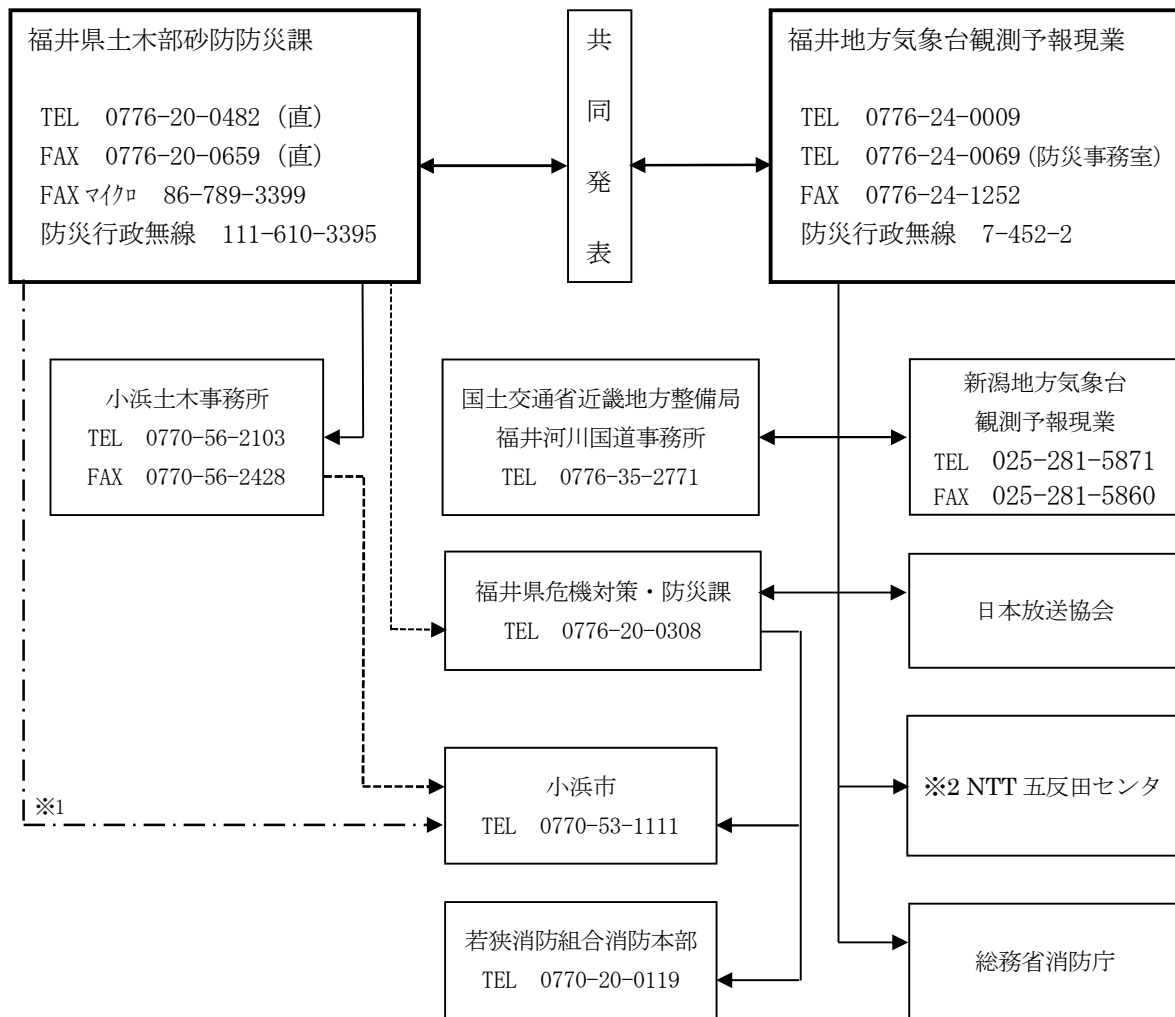 福井県土木部砂防防災課
TEL 0776-20-0482（直）
FAX 0776-20-0659（直）
FAX ﾏｲｸﾛ 86-789-3399
防災行政無線 111-610-3395
共
同
発
表
福井地方気象台観測予報現業
TEL 0776-24-0009
TEL 0776-24-0069(防災事務室)
FAX 0776-24-1252
防災行政無線 7-452-2
小浜土木事務所
TEL 0770-56-2103
FAX 0770-56-2428
国土交通省近畿地方整備局
福井河川国道事務所
TEL 0776-35-2771
新潟地方気象台
観測予報現業
TEL 025-281-5871
FAX 025-281-5860
福井県危機対策・防災課
TEL 0776-20-0308
日本放送協会
※1
小浜市
TEL 0770-53-1111
※2 NTT 五反田センタ
若狭消防組合消防本部
TEL 0770-20-0119
総務省消防庁